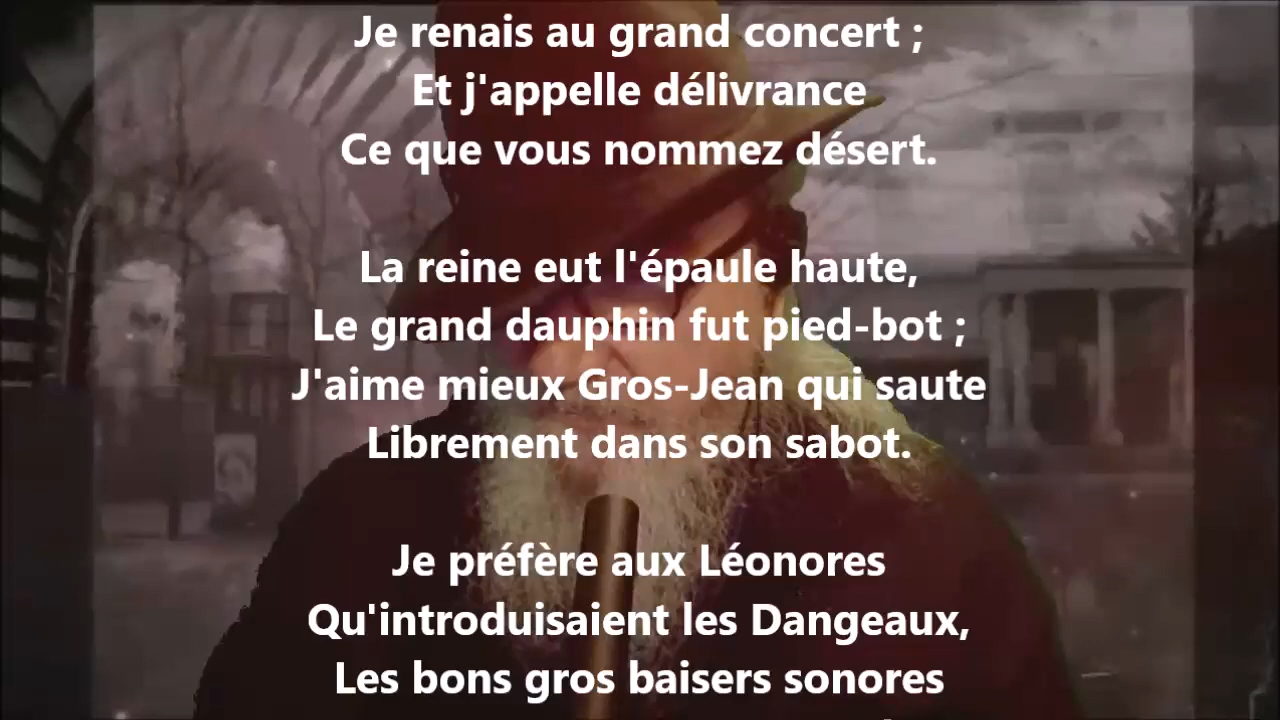 Je renais au grand concert ;
Et j'appelle délivrance
Ce que vous nommez désert.
La reine eut l'épaule haute,
Le grand dauphin fut pied-bot ;
J'aime mieux Gros-Jean qui saute
Librement dans son sabot.
Je préfère aux Léonores
Qu'introduisaient les Dangeaux,
Les bons gros baisers sonores